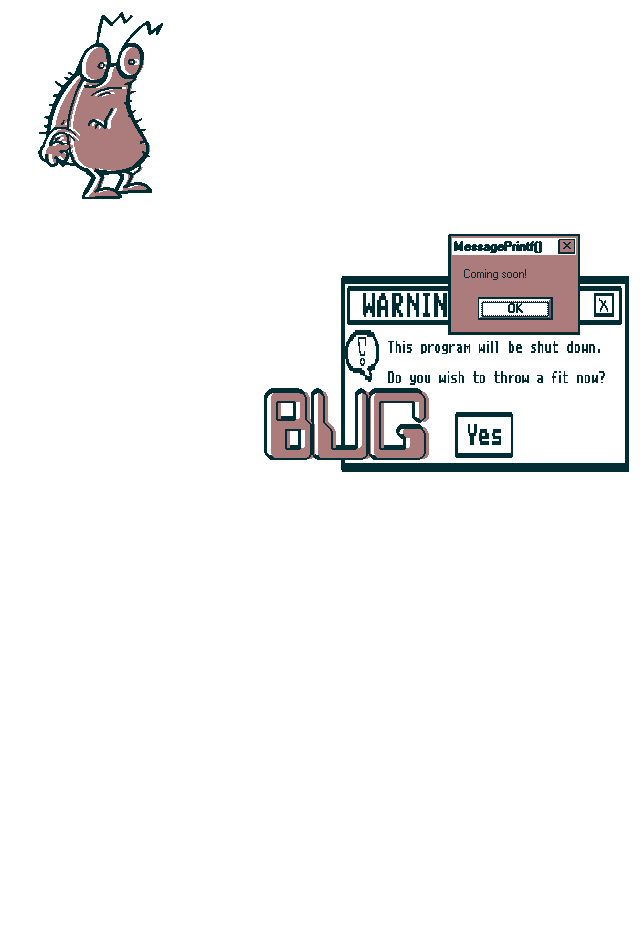 MessagePrintf()
Coming soon!
OK
WARNIN
X
This program will be shut down.
Do you wish to throw a fit now?
BUG
Yes